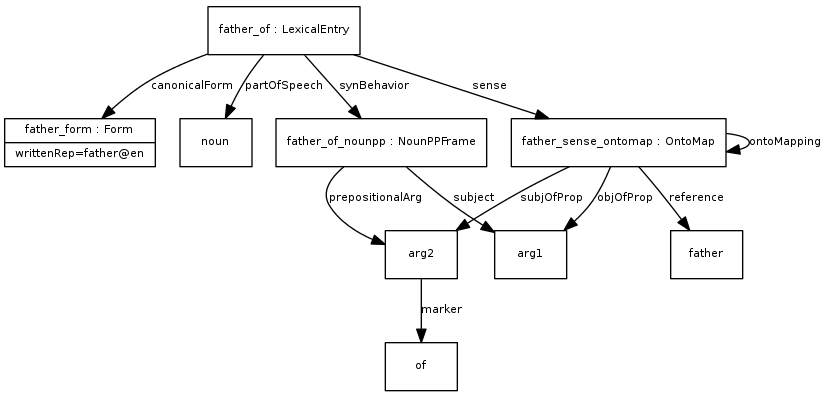 father_of : LexicalEntry
canonicalForm
partOfSpeech
synBehavior
sense
father_form : Form
writtenRep=father@en
noun
father_of_nounpp : NounPPFrame
father_sense_ontomap : OntoMap
ontoMapping
prepositionalArg
subject
subjOfProp
objOfProp
reference
arg2
arg1
father
marker
of